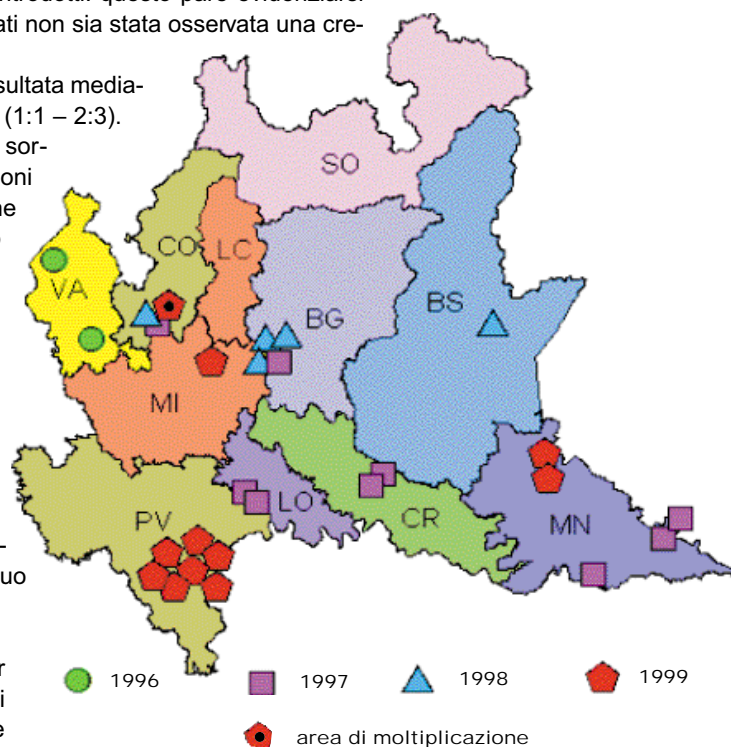 ati non sia stata osservata una cre-
sultata media-
(1:1 – 2:3).
sor-
oni
ne
SO
CO LC
VA
BG
BS
MI
PV
LO
CR
MN
uo
r
i
e
1996
1997
1998
1999
area di moltiplicazione